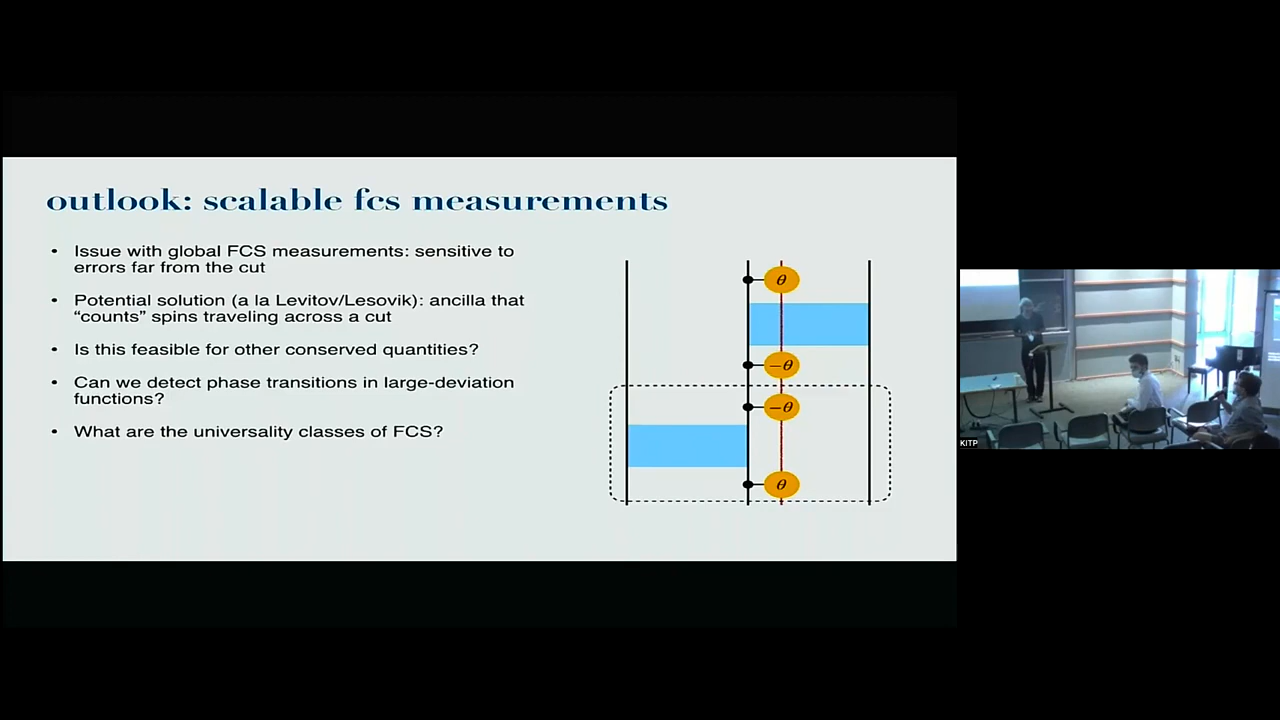 outlook: scalable fcs measurements
• Issue with global FCS measurements: sensitive to
errors far from the cut
• Potential solution (a la Levitov/Lesovik): ancilla that
“counts” spins traveling across a cut
• Is this feasible for other conserved quantities?
• Can we detect phase transitions in large-deviation
functions?
• What are the universality classes of FCS?
θ
−θ
−θ
θ
KITP